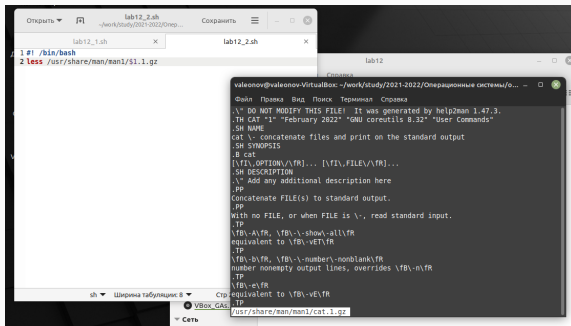 Открыть
lab12_2.sh
~/work/study/2021-2022/Опер...
Сохранить
lab12_1.sh
lab12_2.sh
1 #! /bin/bash
2 less /usr/share/man/man1/$1.1.gz
sh
Ширина табуляции: 8
Стр
lab12
Справка
valeonov@valeonov-VirtualBox: ~/work/study/2021-2022/Операционные системы/о...
Файл Правка Вид Поиск Терминал Справка
.\" DO NOT MODIFY THIS FILE!  It was generated by help2man 1.47.3.
.TH CAT "1" "February 2022" "GNU coreutils 8.32" "User Commands"
.SH NAME
cat \- concatenate files and print on the standard output
.SH SYNOPSIS
.B cat
[\fI\,OPTION\/\fR]... [\fI\,FILE\/\fR]...
.SH DESCRIPTION
.\" Add any additional description here
.PP
Concatenate FILE(s) to standard output.
.PP
With no FILE, or when FILE is \-, read standard input.
.TP
\fB\-A\fR, \fB\-\-show\-all\fR
equivalent to \fB\-vET\fR
.TP
\fB\-b\fR, \fB\-\-number\-nonblank\fR
number nonempty output lines, overrides \fB\-n\fR
.TP
\fB\-e\fR
equivalent to \fB\-vE\fR
.TP
/usr/share/man/man1/cat.1.gz
VBox_GAs.
Сеть